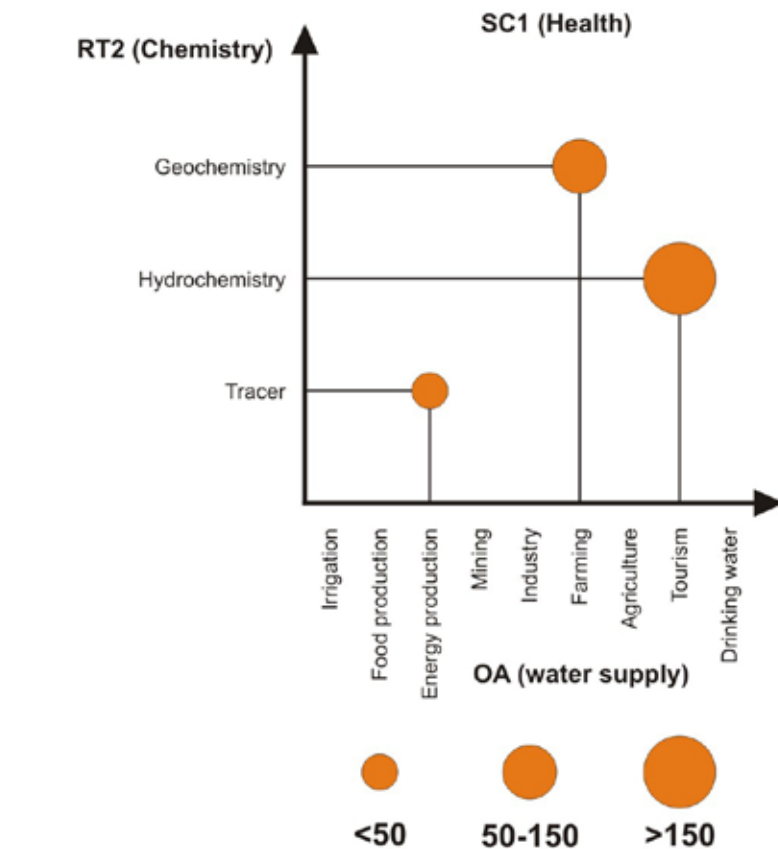 SC1 (Health)
RT2 (Chemistry)
Geochemistry
Hydrochemistry
Tracer
Irrigation
Food production
Energy production
Mining
Industry
Farming
Agriculture
Tourism
Drinking water
OA (water supply)
<50
50-150
>150